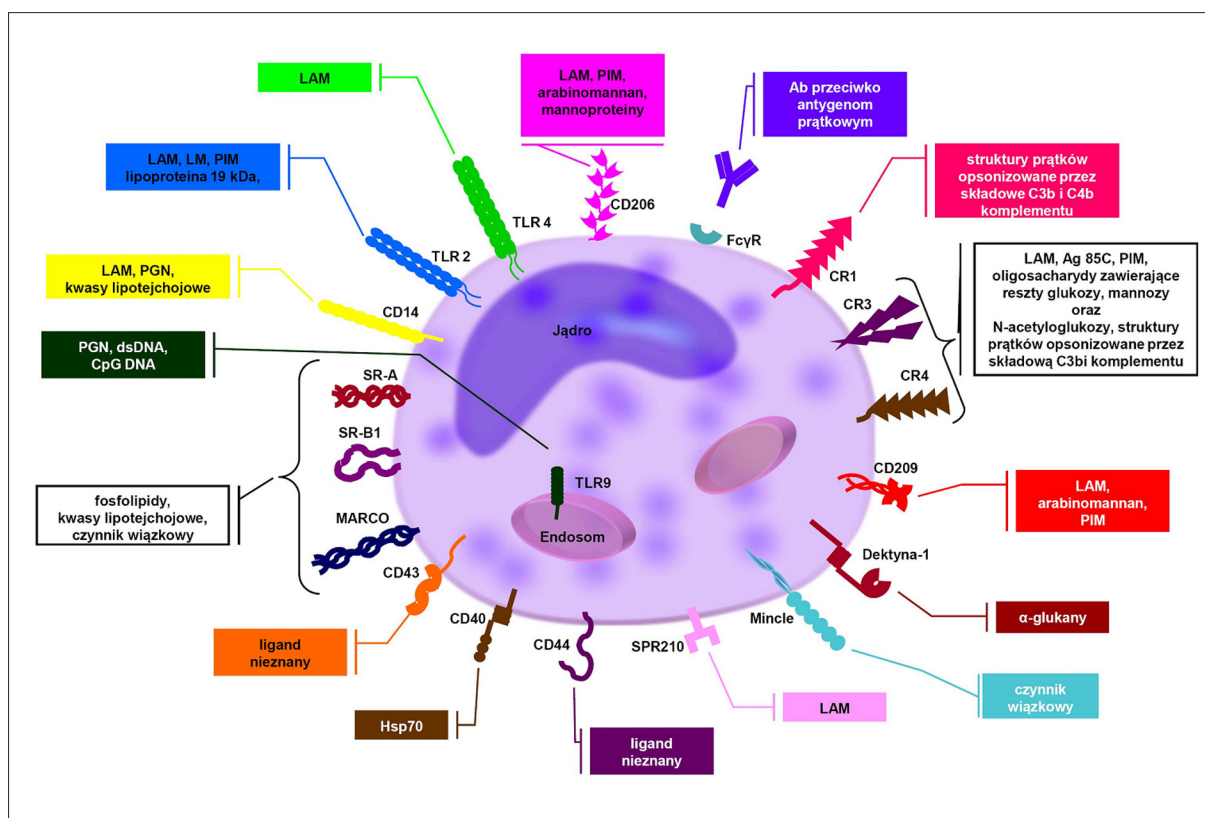 LAM
LAM, PIM,
arabinomannan,
mannoproteiny
Ab przeciwko
antygenom
prątkowym
LAM, LM, PIM
lipoproteina 19 kDa,
struktury prątków
opsonizowane przez
składowe C3b i C4b
komplementu
TLR 4
CD206
FcγR
TLR 2
CR1
LAM, PGN,
kwasy lipotejchojowe
CD14
CR3
LAM, Ag 85C, PIM,
oligosacharydy zawierające
reszty glukozy, mannozy
oraz
N-acetyloglukozy, struktury
prątków opsonizowane przez
składową C3bi komplementu
Jądro
PGN, dsDNA,
CpG DNA
SR-A
CR4
SR-B1
CD209
TLR9
fosfolipidy,
kwasy lipotejchojowe,
czynnik wiązkowy
LAM,
arabinomannan,
PIM
MARCO
Endosom
Dektyna-1
CD43
CD40
CD44
SPR210
Mincle
α-glukany
ligand
nieznany
czynnik
wiązkowy
Hsp70
LAM
ligand
nieznany